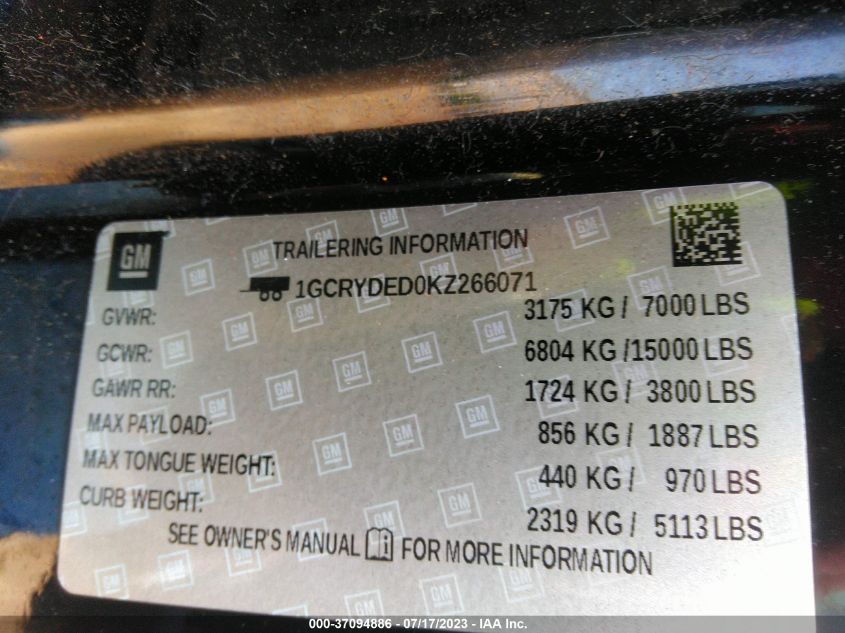 GM
TRAILERING INFORMATION
1GCRYDED0KZ266071
GVWR: 3175 KG / 7000 LBS
GCWR: 6804 KG / 15000 LBS
GAWR RR: 1724 KG / 3800 LBS
MAX PAYLOAD: 856 KG / 1887 LBS
MAX TONGUE WEIGHT: 440 KG / 970 LBS
CURB WEIGHT: 2319 KG / 5113 LBS
SEE OWNER'S MANUAL FOR MORE INFORMATION
000-37094886 - 07/17/2023 - IAA Inc.